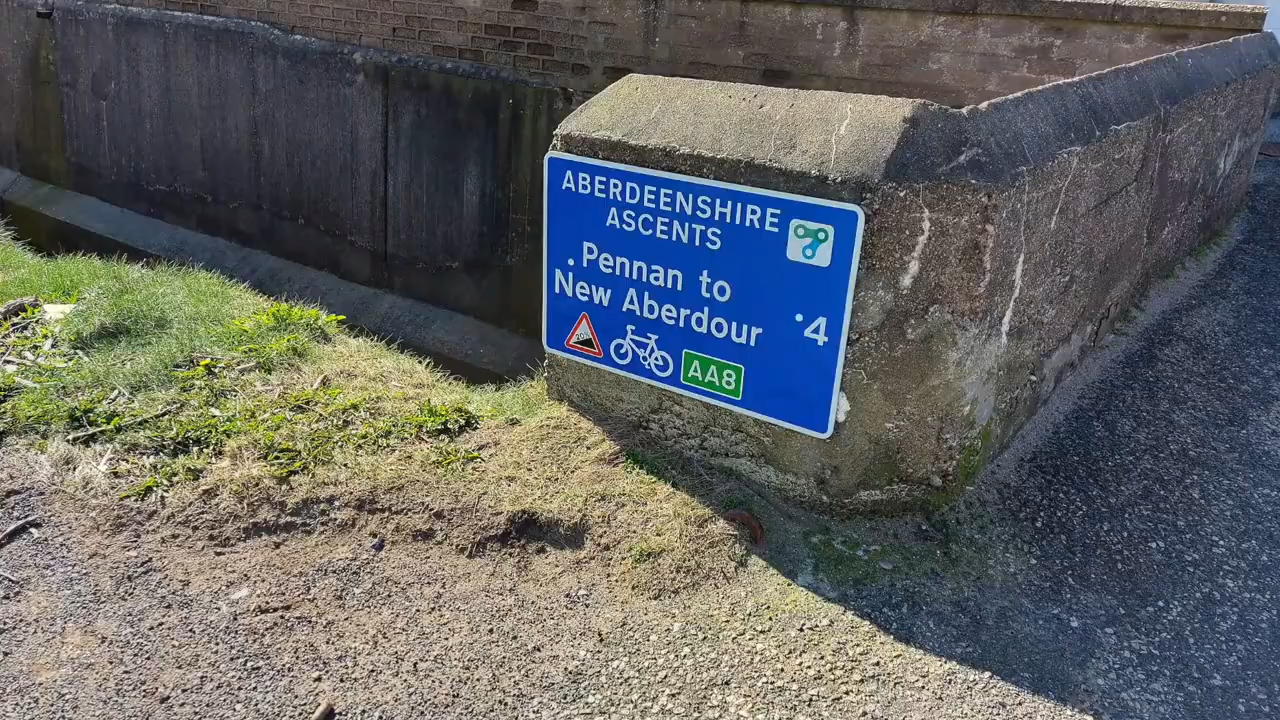 ABERDEENSHIRE
ASCENTS
Pennan to
New Aberdour
4
20%
AA8